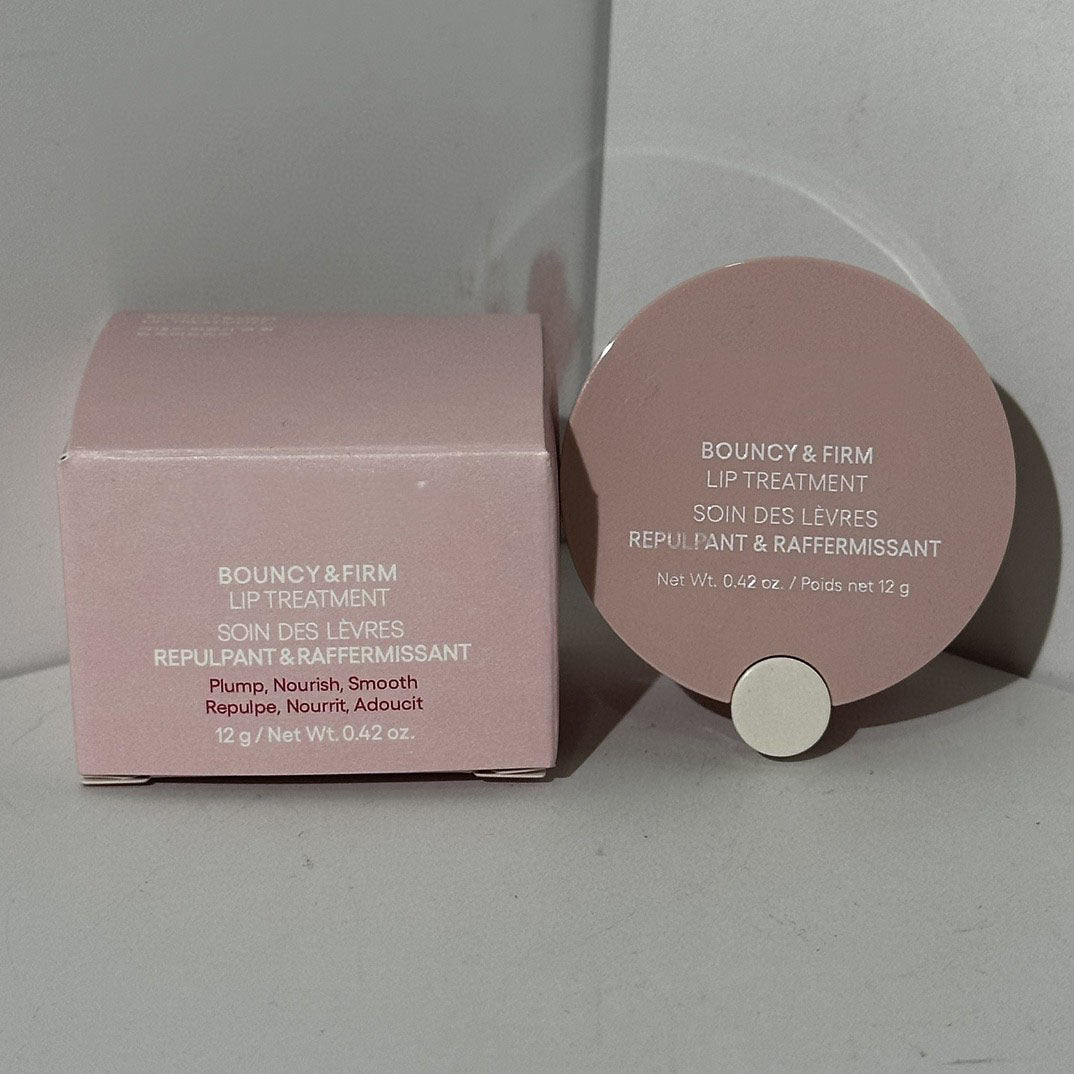 BOUNCY & FIRM
LIP TREATMENT
SOIN DES LÈVRES
REPULPANT & RAFFERMISSANT
Plump, Nourish, Smooth
Repulpe, Nourrit, Adoucit
12 g / Net Wt. 0.42 oz.
BOUNCY & FIRM
LIP TREATMENT
SOIN DES LÈVRES
REPULPANT & RAFFERMISSANT
Net Wt. 0.42 oz. / Poids net 12 g